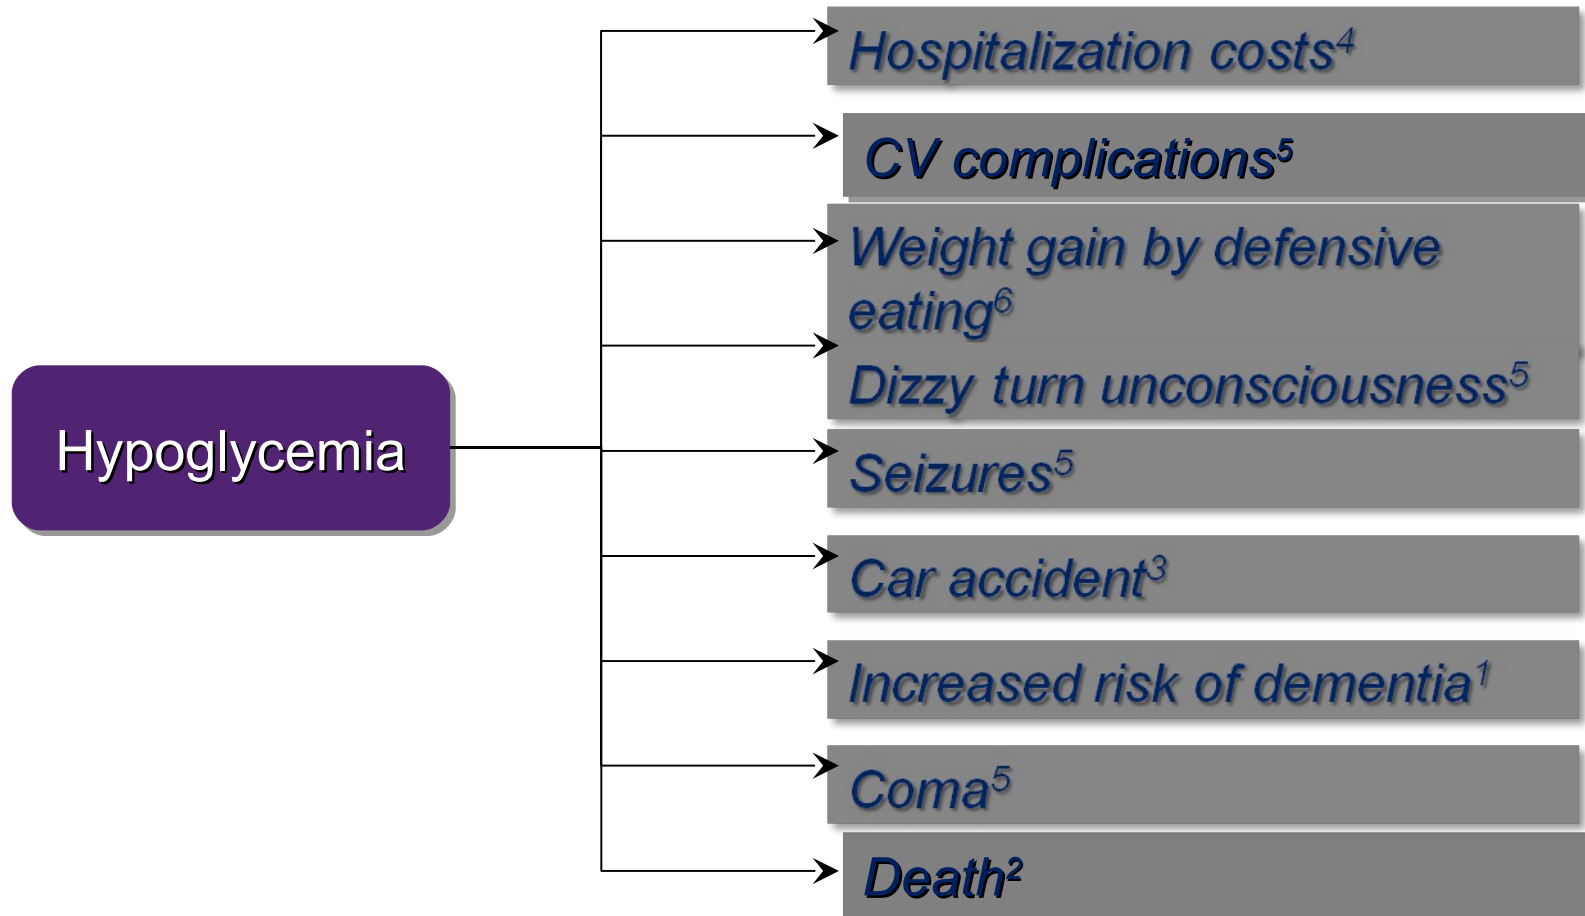 Hospitalization costs⁴
CV complications⁵
Weight gain by defensive
eating⁶
Dizzy turn unconsciousness⁵
Hypoglycemia
Seizures⁵
Car accident³
Increased risk of dementia¹
Coma⁵
Death²